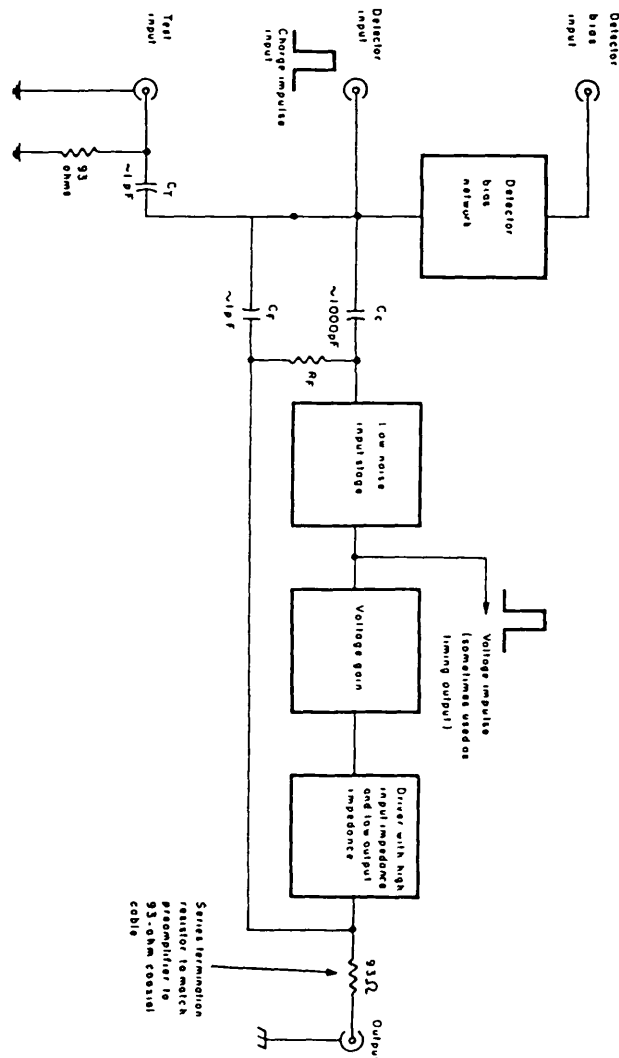 Detector
bias
input
Detector
bias
network
Detector
input
Charge impulse
input
Test
input
93
ohms
C_T
~1pF
C_C
~1000pF
C_f
~1pF
R_F
Low noise
input stage
Voltage impulse
(sometimes used as
timing output)
Voltage gain
Driver with high
input impedance
and low output
impedance
93Ω
Outpu
Series termination
resistor to match
preamplifier to
93-ohm coaxial
cable